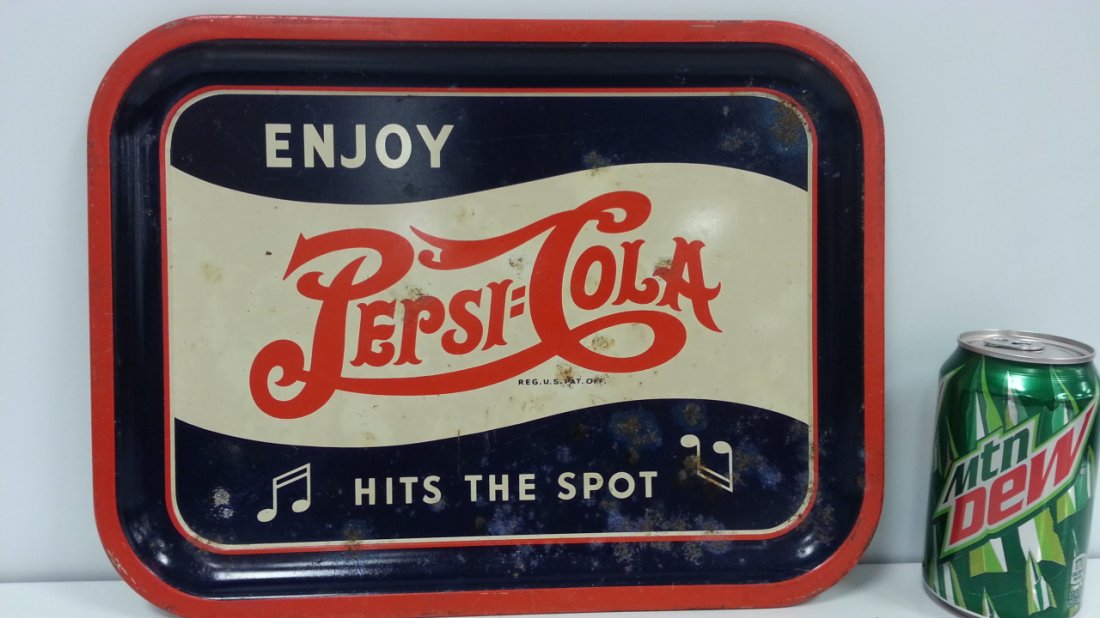 ENJOY
PEPSI=COLA
REG. U.S. PAT. OFF.
HITS THE SPOT
Mtn
DEW